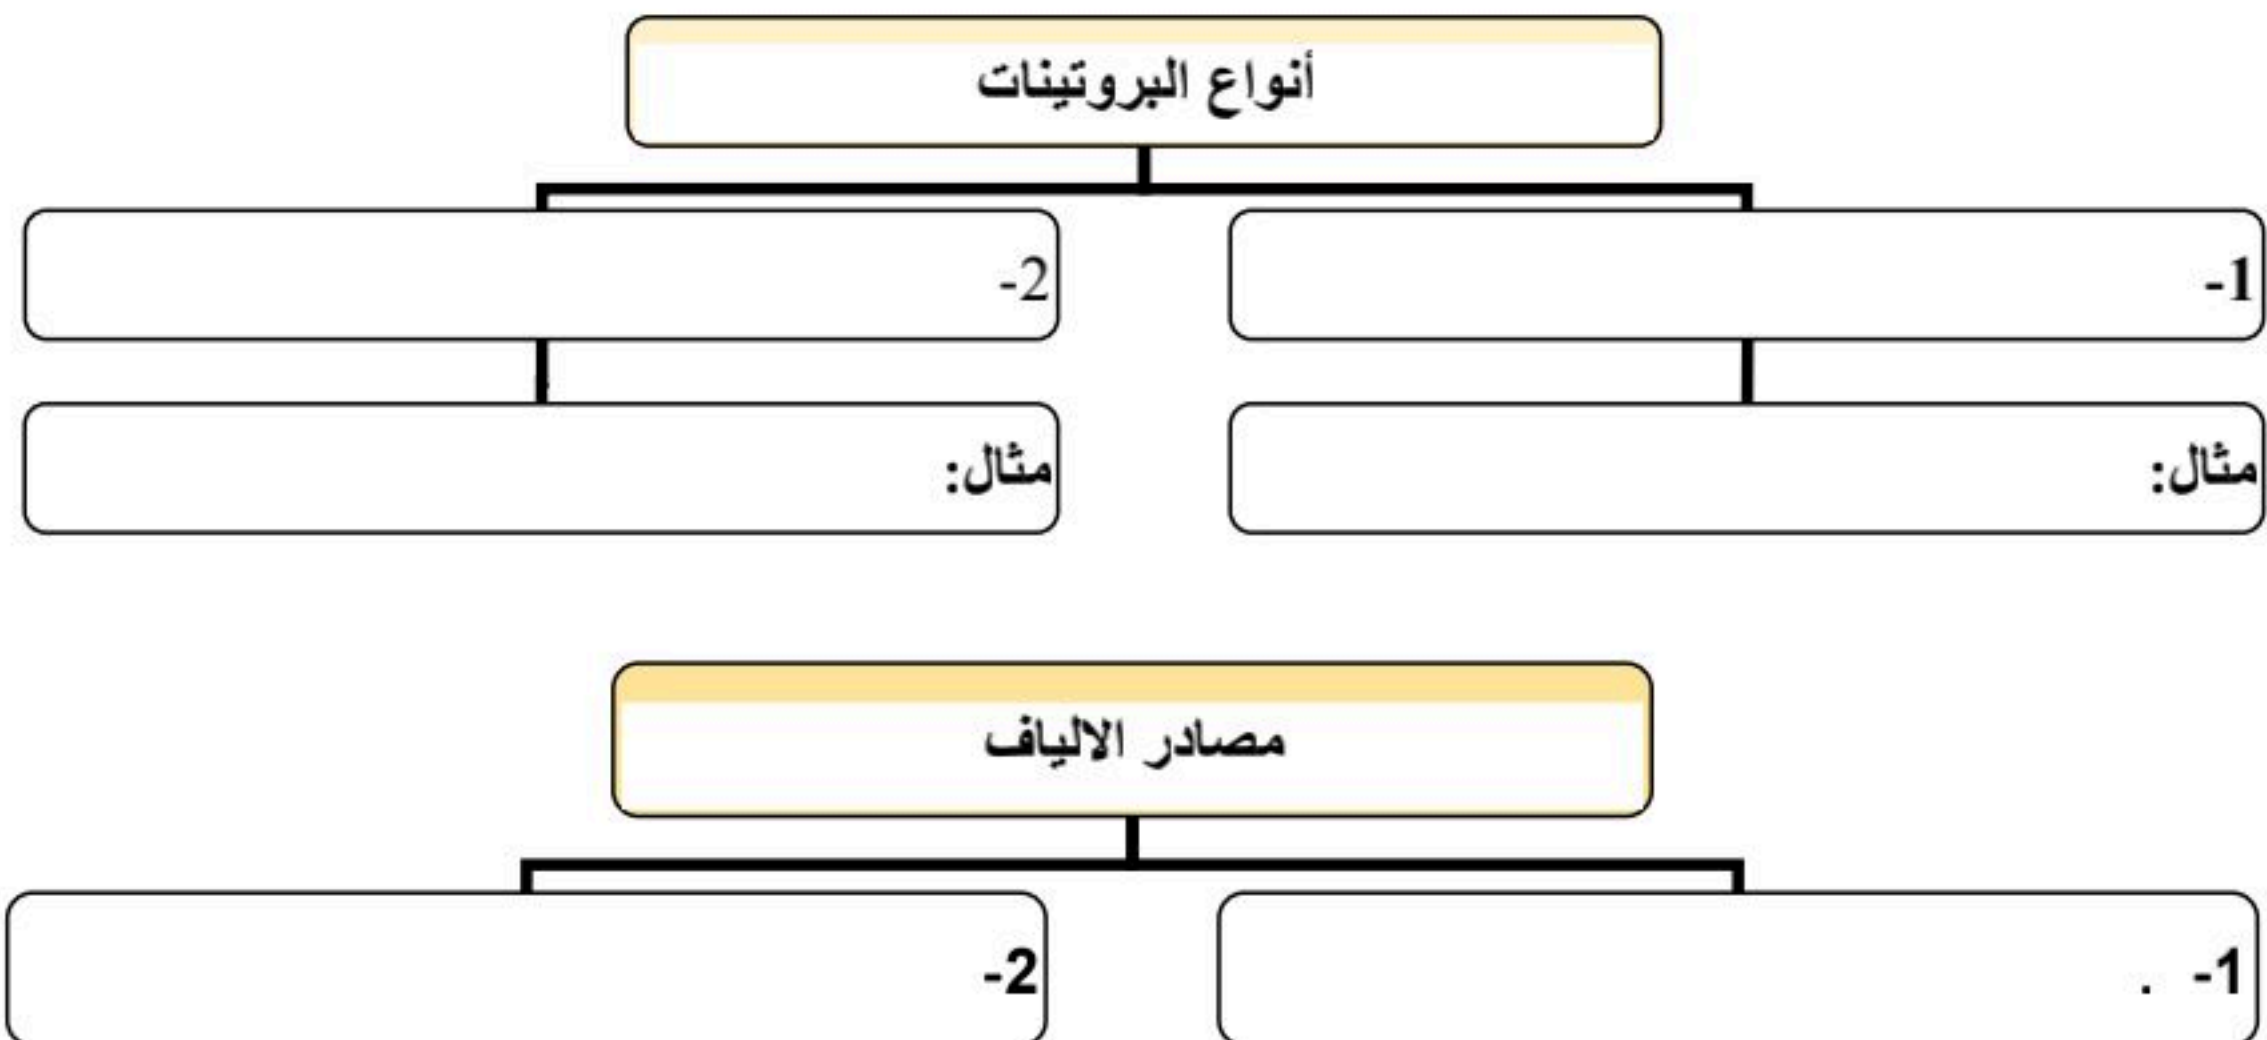 أنواع البروتينات
1-
2-
مثال:
مثال:
مصادر الالياف
1- .
2-